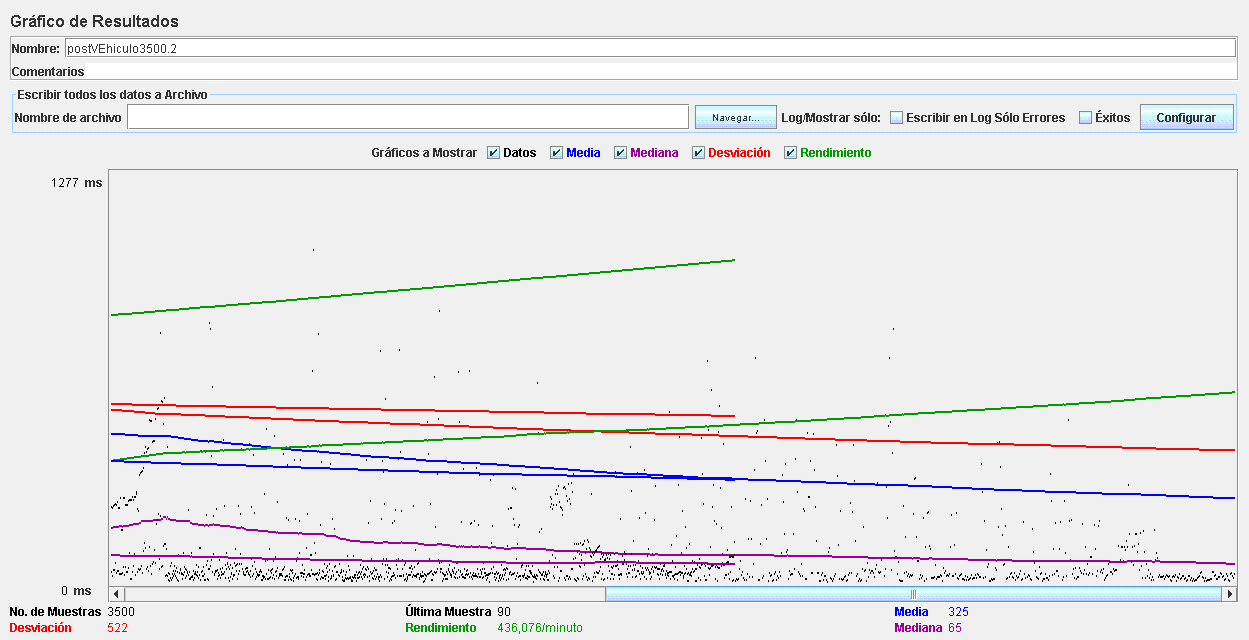 Gráfico de Resultados
Nombre: postVEhiculo3500.2
Comentarios
Escribir todos los datos a Archivo
Nombre de archivo Navegar... Log/Mostrar sólo: Escribir en Log Sólo Errores Éxitos Configurar
Gráficos a Mostrar Datos Media Mediana Desviación Rendimiento
1277 ms
0 ms
No. de Muestras 3500 Última Muestra 90 Media 325
Desviación 522 Rendimiento 436,076/minuto Mediana 65